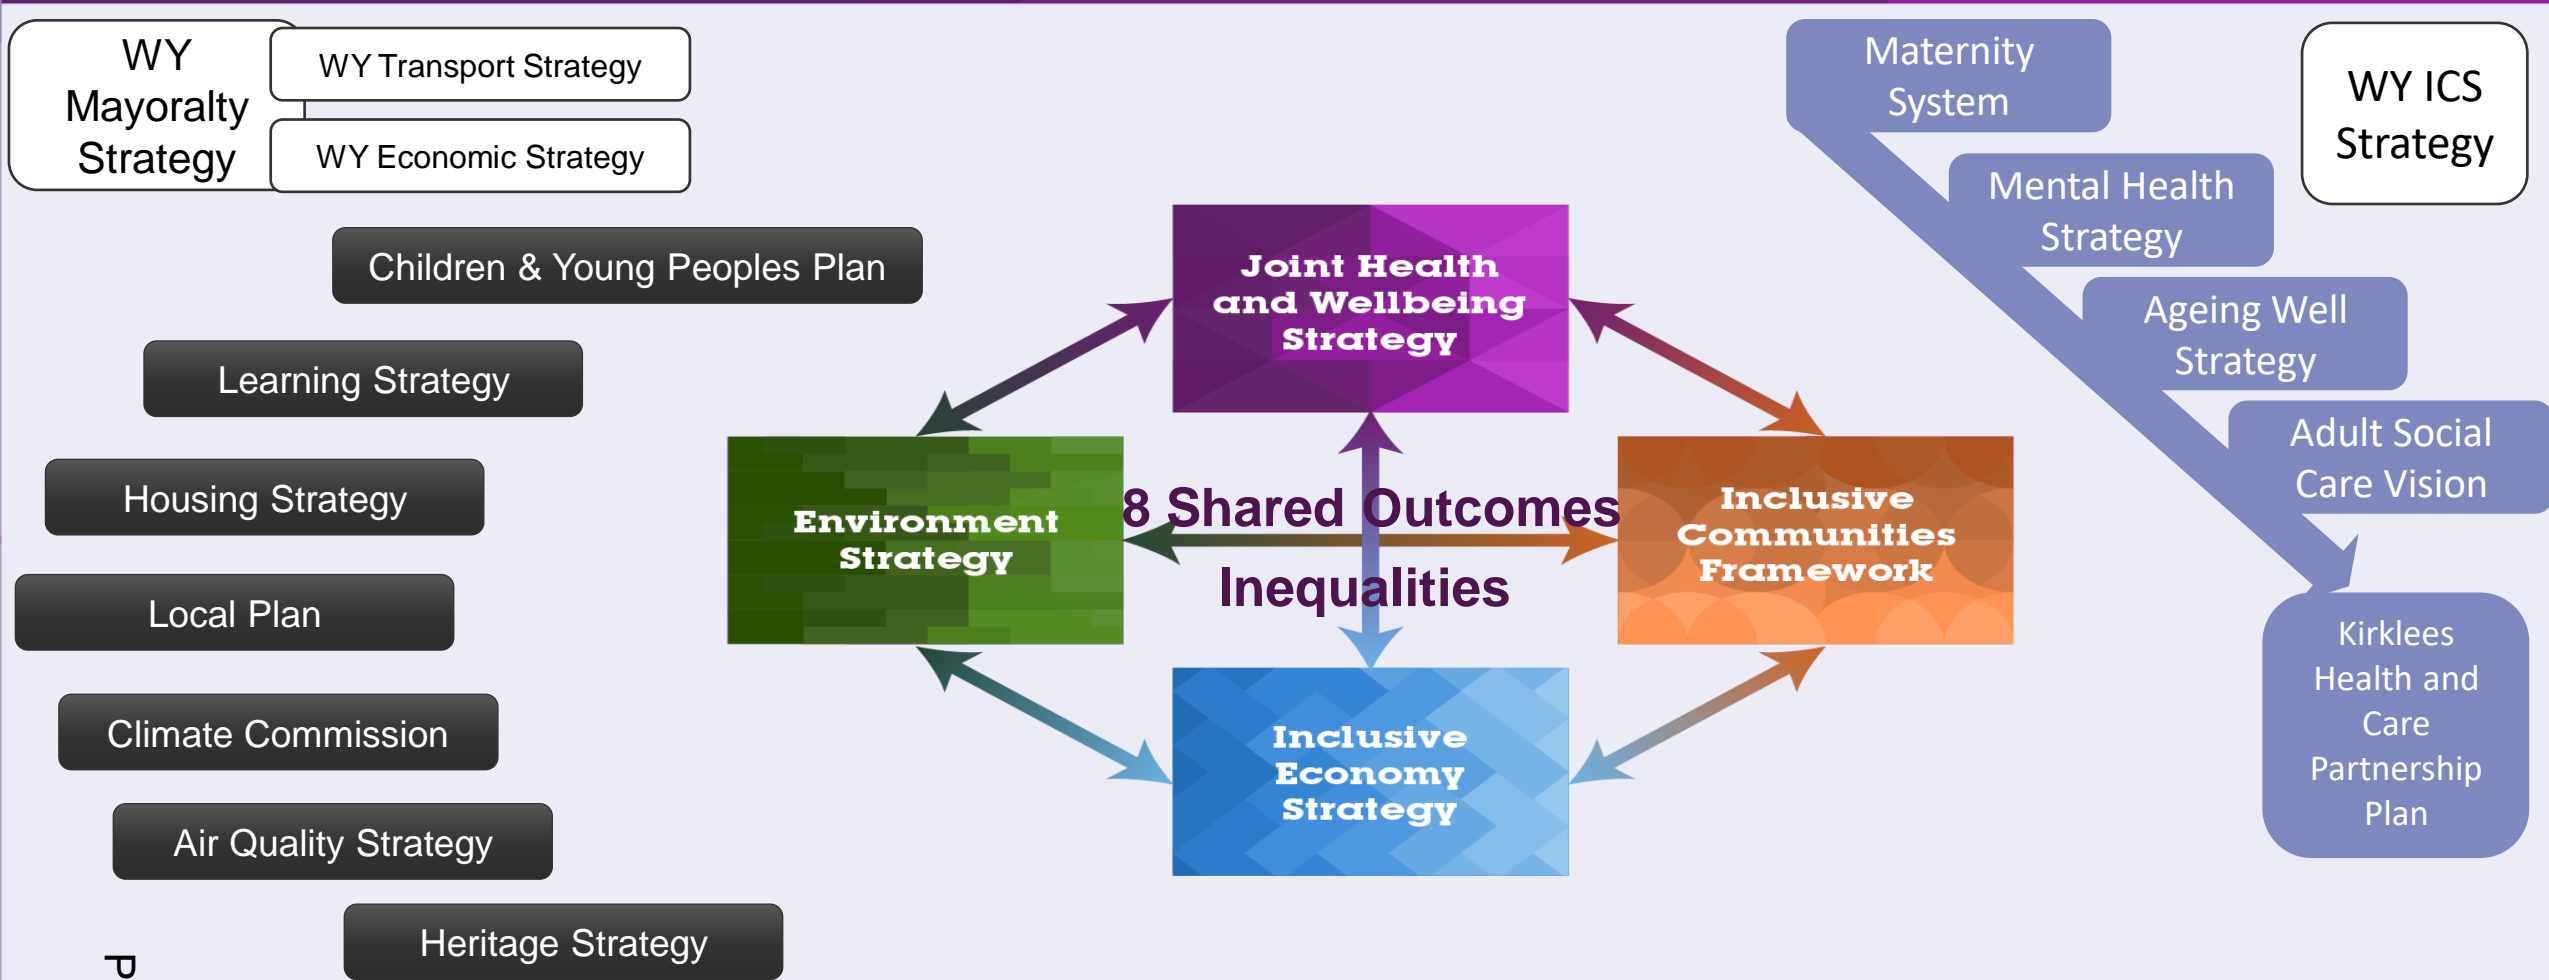 WY
Mayoralty
Strategy
WY Transport Strategy
WY Economic Strategy
Children & Young Peoples Plan
Learning Strategy
Housing Strategy
Local Plan
Climate Commission
Air Quality Strategy
Heritage Strategy
P
Joint Health
and Wellbeing
Strategy
Environment
Strategy
8 Shared Outcomes
Inequalities
Inclusive
Communities
Framework
Inclusive
Economy
Strategy
Maternity
System
Mental Health
Strategy
Ageing Well
Strategy
Adult Social
Care Vision
Kirklees
Health and
Care
Partnership
Plan
WY ICS
Strategy